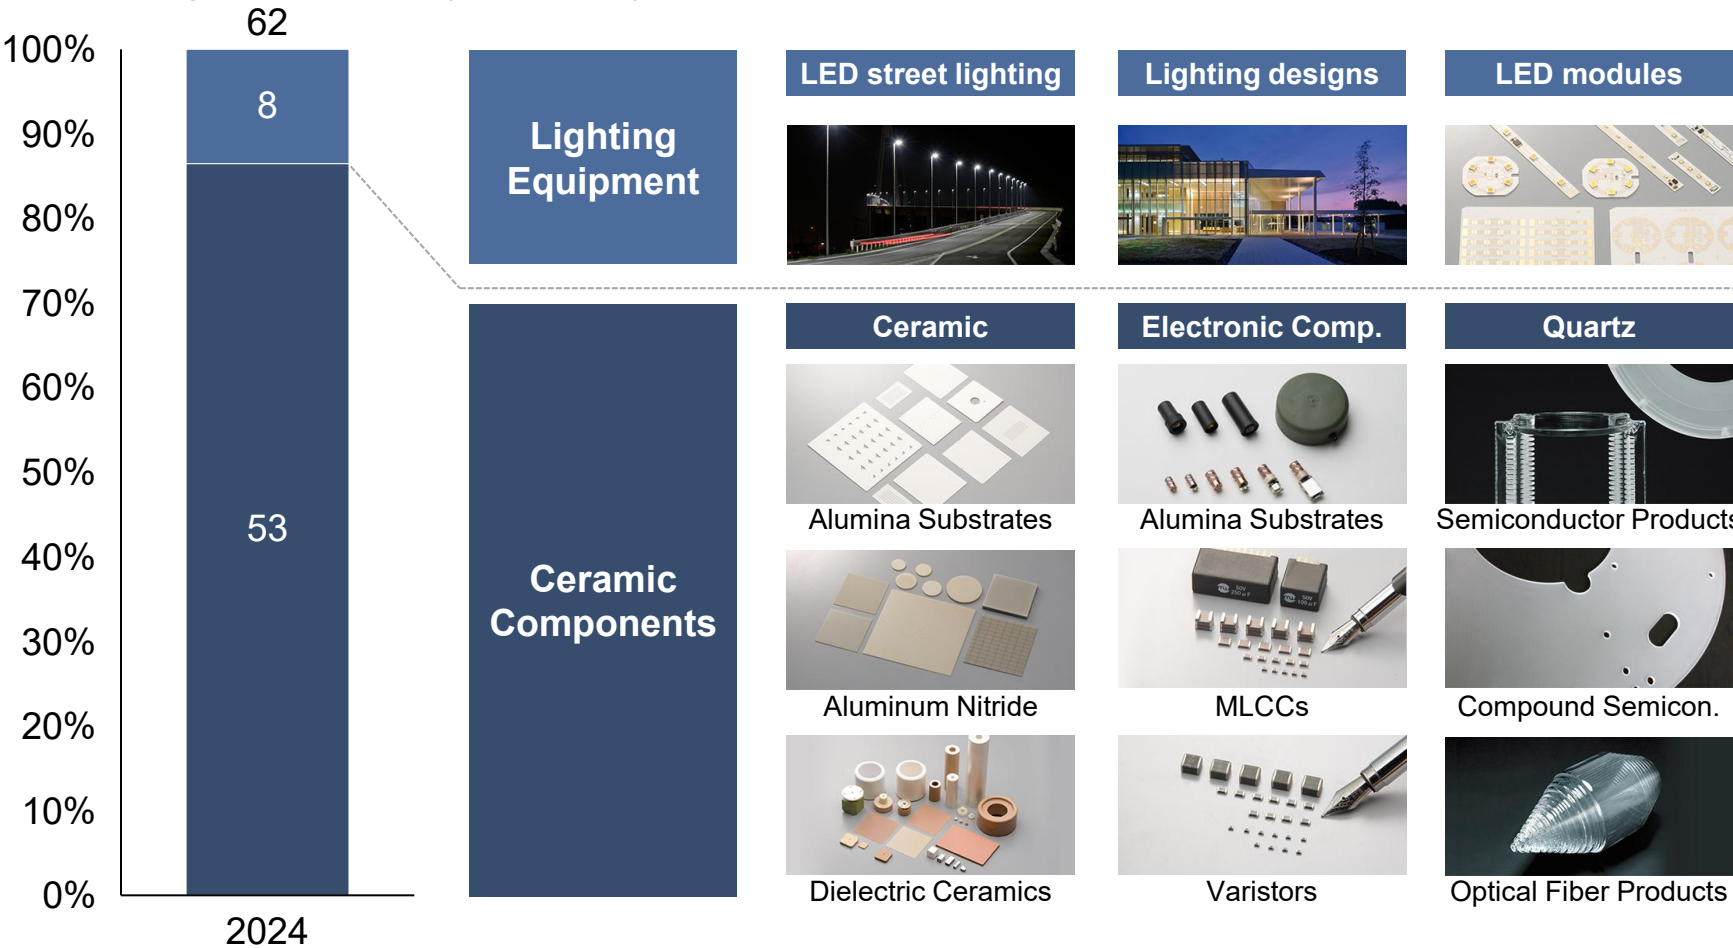 62
100%
90%
80%
70%
60%
50%
40%
30%
20%
10%
0%
8
53
2024
Lighting
Equipment
LED street lighting
Lighting designs
LED modules
Ceramic
Components
Ceramic
Electronic Comp.
Quartz
Alumina Substrates
Alumina Substrates
Semiconductor Products
Aluminum Nitride
MLCCs
Compound Semicon.
Dielectric Ceramics
Varistors
Optical Fiber Products